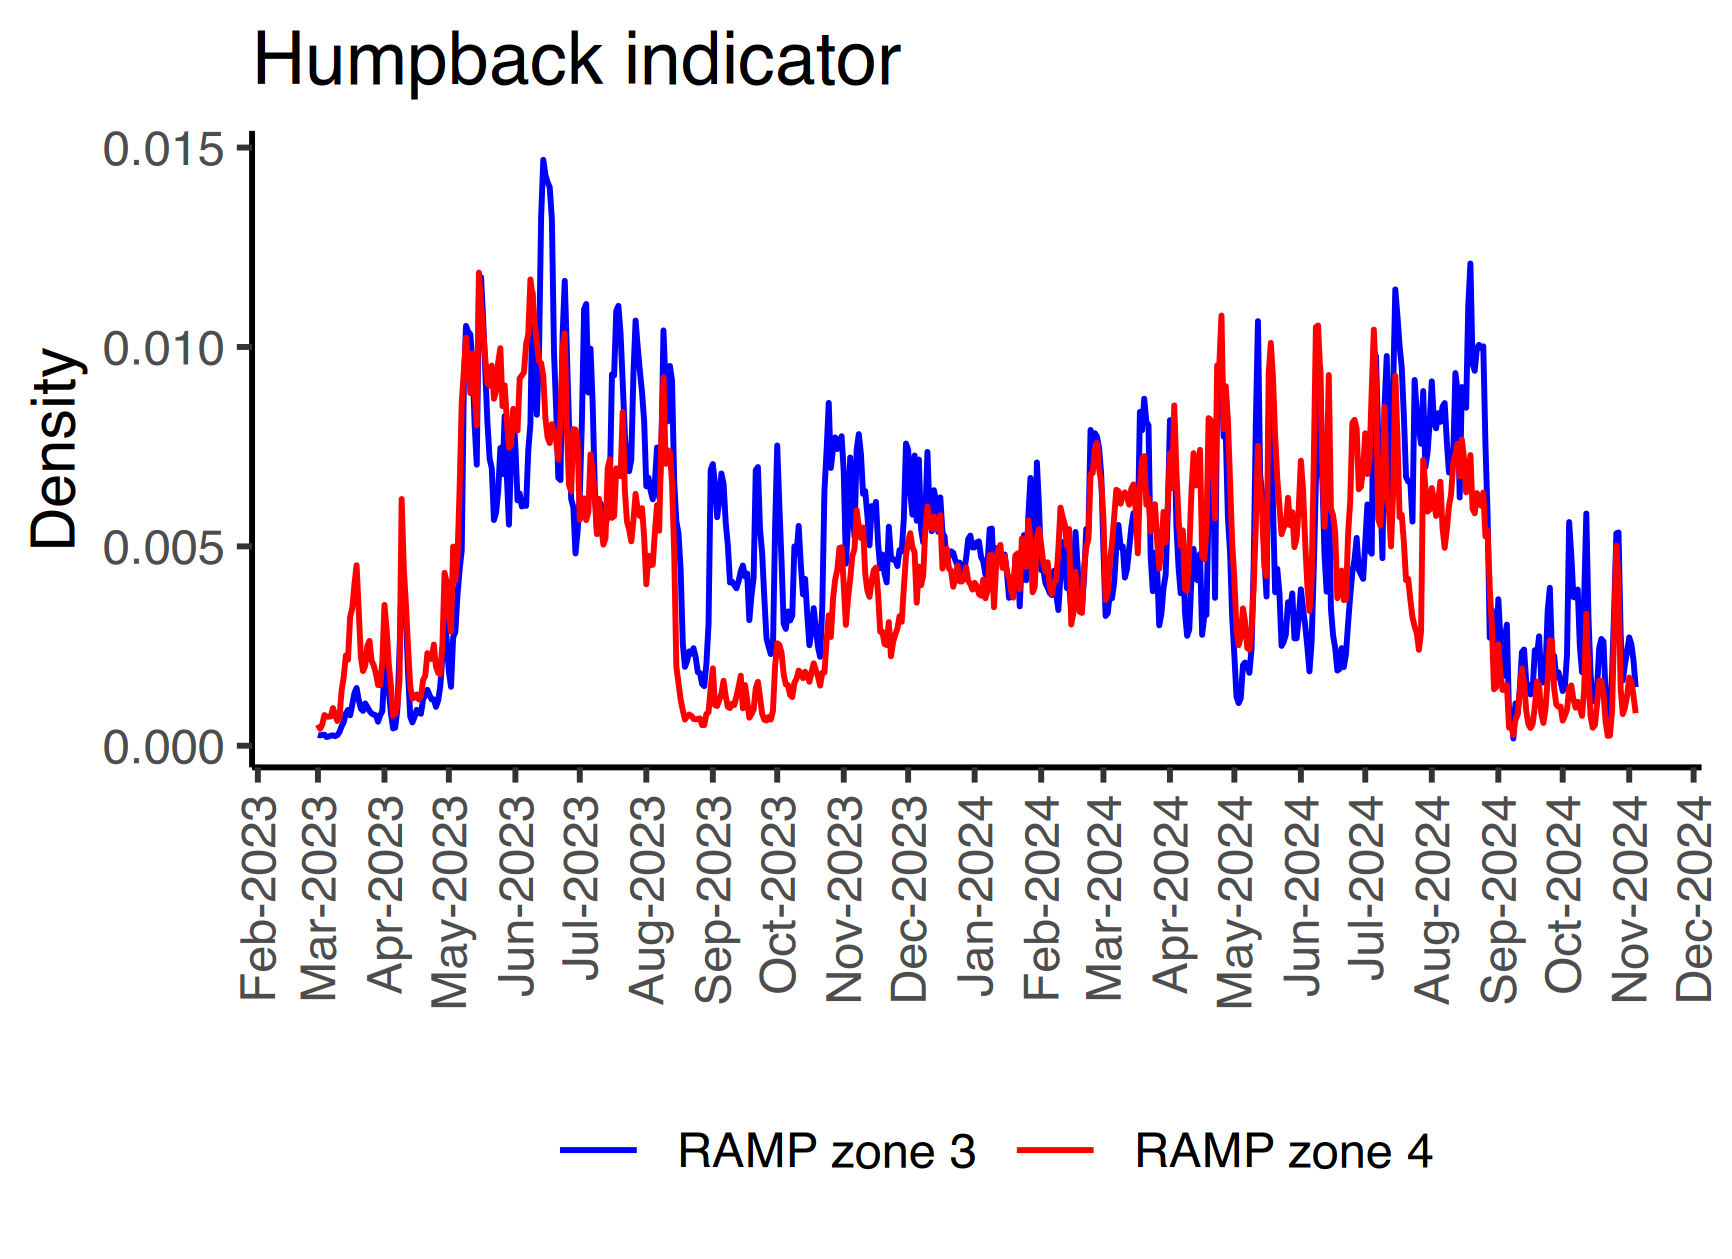 Humpback indicator
Density
0.015
0.010
0.005
0.000
Feb-2023
Mar-2023
Apr-2023
May-2023
Jun-2023
Jul-2023
Aug-2023
Sep-2023
Oct-2023
Nov-2023
Dec-2023
Jan-2024
Feb-2024
Mar-2024
Apr-2024
May-2024
Jun-2024
Jul-2024
Aug-2024
Sep-2024
Oct-2024
Nov-2024
Dec-2024
RAMP zone 3 RAMP zone 4